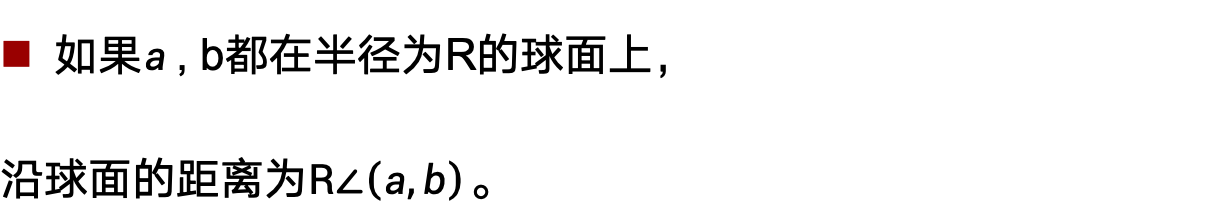 如果a , b都在半径为R的球面上，
沿球面的距离为R∠(a, b) 。